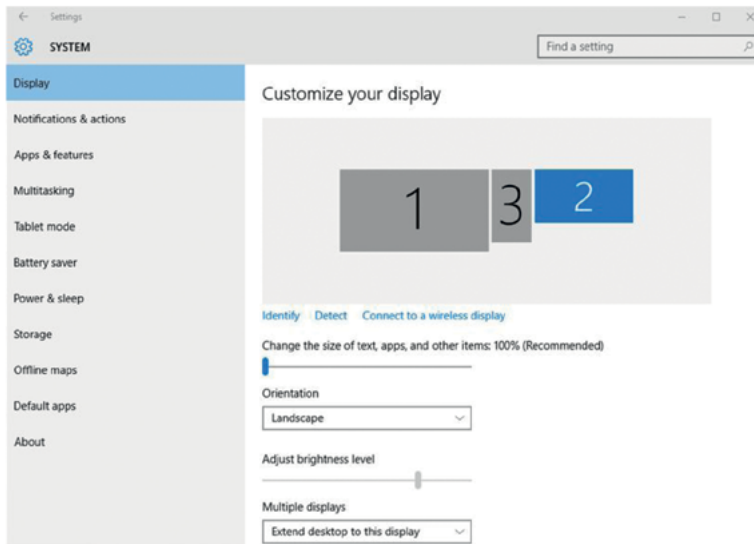 Settings
SYSTEM
Find a setting
Display
Notifications & actions
Apps & features
Multitasking
Tablet mode
Battery saver
Power & sleep
Storage
Offline maps
Default apps
About
Customize your display
1 3 2
Identify Detect Connect to a wireless display
Change the size of text, apps, and other items: 100% (Recommended)
Orientation
Landscape
Adjust brightness level
Multiple displays
Extend desktop to this display